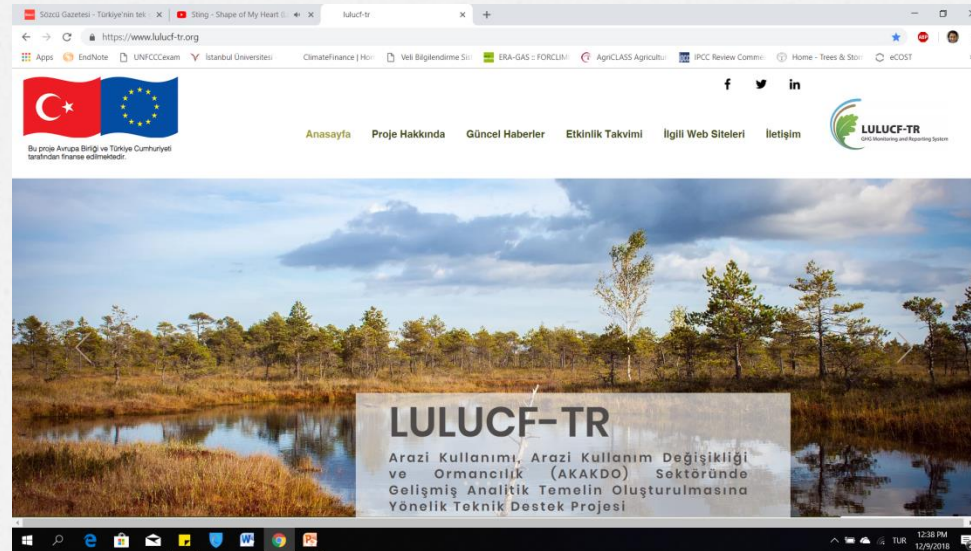 Sözcü Gazetesi - Türkiye'nin tek
Sting - Shape of My Heart
lulucf-tr
https://www.lulucf-tr.org
ABP
Apps
EndNote
UNFCCCexam
İstanbul Üniversitesi
ClimateFinance | Hom
Veli Bilgilendirme Sis
ERA-GAS :: FORCLIM
AgriCLASS Agricultur
IPCC Review Commen
Home - Trees & Stor
eCOST
Bu proje Avrupa Birliği ve Türkiye Cumhuriyeti
tarafından finanse edilmektedir.
Anasayfa
Proje Hakkında
Güncel Haberler
Etkinlik Takvimi
İlgili Web Siteleri
İletişim
LULUCF-TR
GHG Monitoring and Reporting System
LULUCF-TR
Arazi Kullanımı, Arazi Kullanım Değişikliği
ve Ormancılık (AKAKDO) Sektöründe
Gelişmiş Analitik Temelin Oluşturulmasına
Yönelik Teknik Destek Projesi
TUR
12:38 PM
12/9/2018